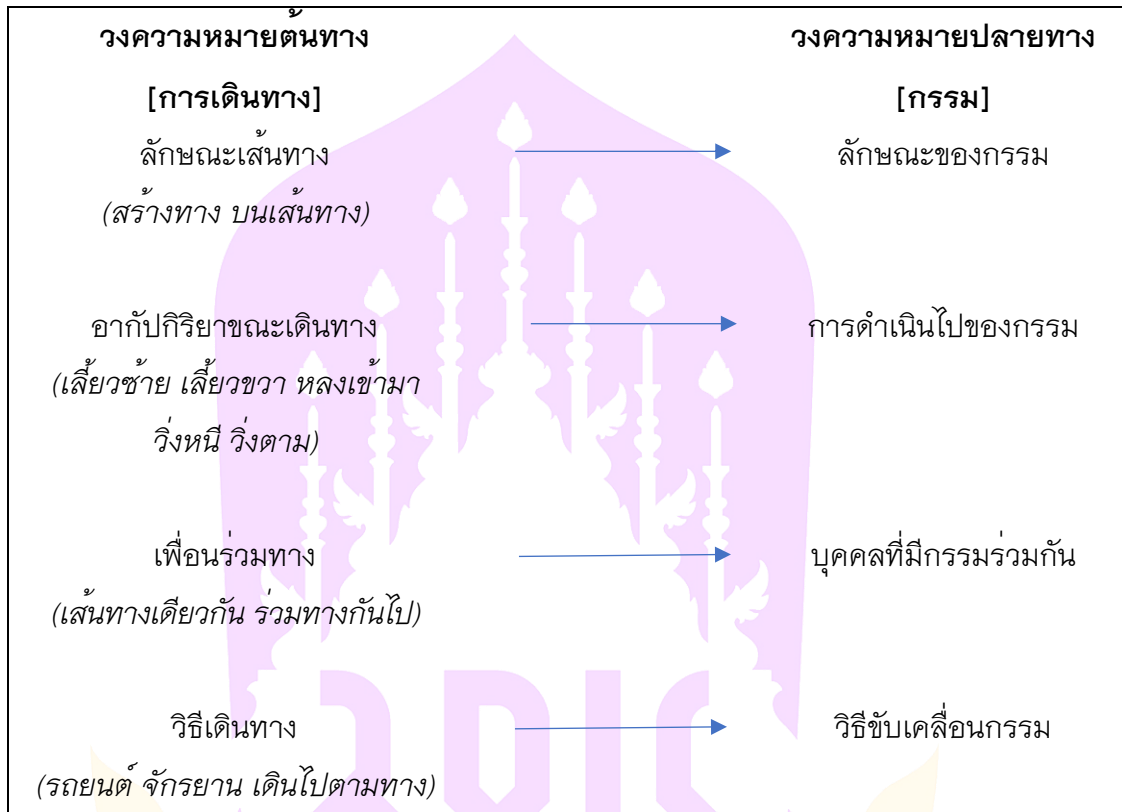 วงความหมายต้นทาง วงความหมายปลายทาง
[การเดินทาง] [กรรม]
ลักษณะเส้นทาง ลักษณะของกรรม
(สร้างทาง บนเส้นทาง)
อากัปกิริยาขณะเดินทาง การดำเนินไปของกรรม
(เลี้ยวซ้าย เลี้ยวขวา หลงเข้ามา
วิ่งหนี วิ่งตาม)
เพื่อนร่วมทาง บุคคลที่มีกรรมร่วมกัน
(เส้นทางเดียวกัน ร่วมทางกันไป)
วิธีเดินทาง วิธีขับเคลื่อนกรรม
(รถยนต์ จักรยาน เดินไปตามทาง)